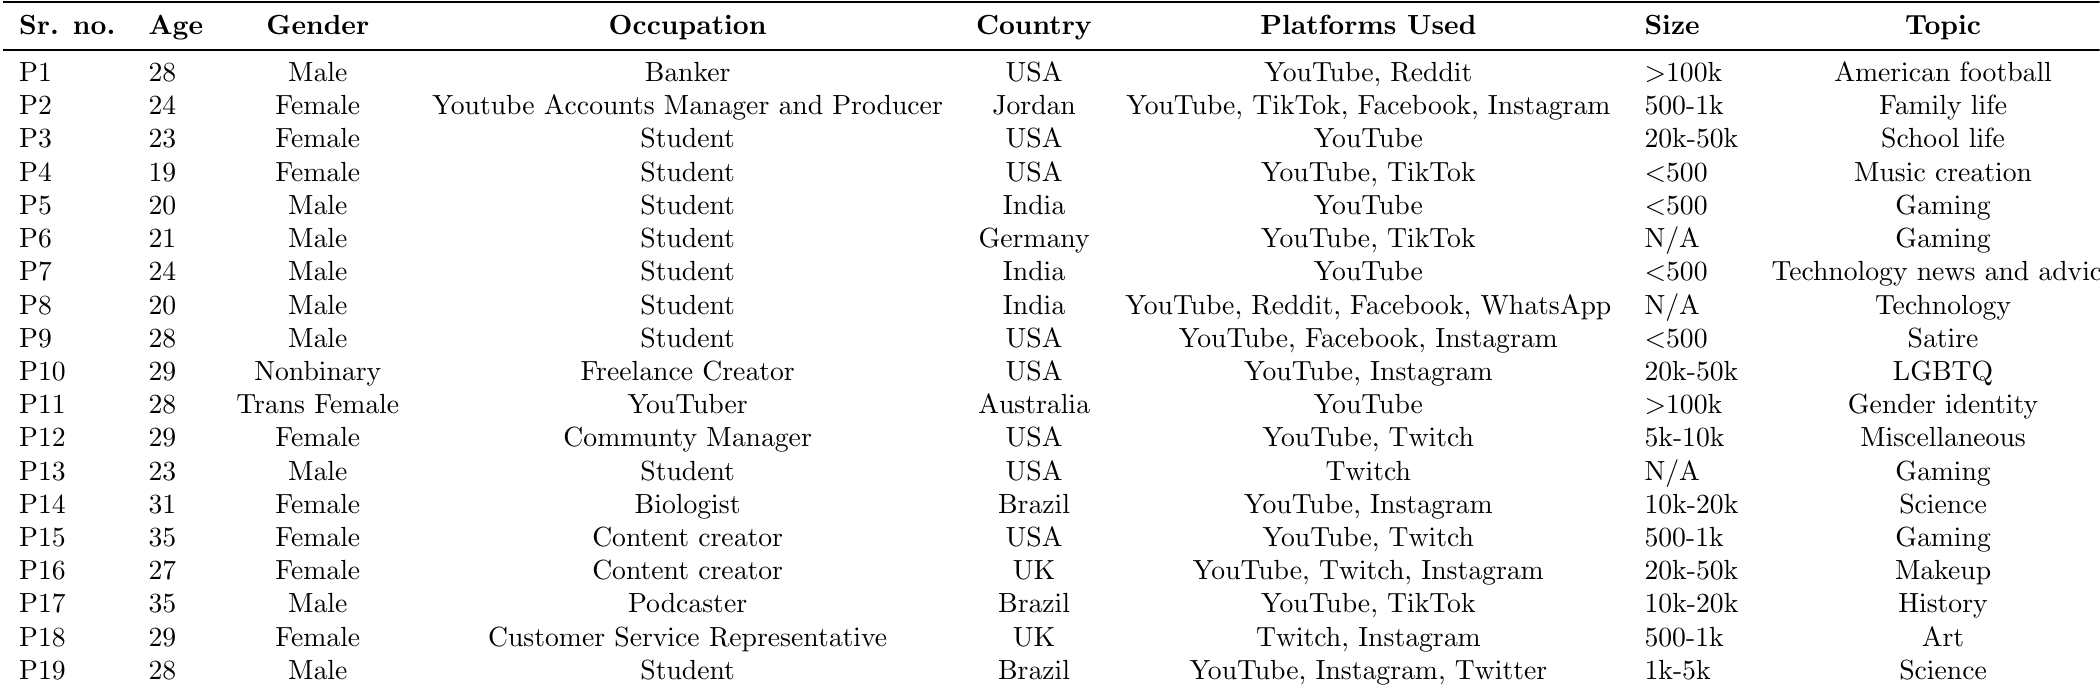 Sr. no. Age Gender Occupation Country Platforms Used Size Topic
P1 28 Male Banker USA YouTube, Reddit >100k American football
P2 24 Female Youtube Accounts Manager and Producer Jordan YouTube, TikTok, Facebook, Instagram 500-1k Family life
P3 23 Female Student USA YouTube 20k-50k School life
P4 19 Female Student USA YouTube, TikTok <500 Music creation
P5 20 Male Student India YouTube <500 Gaming
P6 21 Male Student Germany YouTube, TikTok N/A Gaming
P7 24 Male Student India YouTube <500 Technology news and advic
P8 20 Male Student India YouTube, Reddit, Facebook, WhatsApp N/A Technology
P9 28 Male Student USA YouTube, Facebook, Instagram <500 Satire
P10 29 Nonbinary Freelance Creator USA YouTube, Instagram 20k-50k LGBTQ
P11 28 Trans Female YouTuber Australia YouTube >100k Gender identity
P12 29 Female Communty Manager USA YouTube, Twitch 5k-10k Miscellaneous
P13 23 Male Student USA Twitch N/A Gaming
P14 31 Female Biologist Brazil YouTube, Instagram 10k-20k Science
P15 35 Female Content creator USA YouTube, Twitch 500-1k Gaming
P16 27 Female Content creator UK YouTube, Twitch, Instagram 20k-50k Makeup
P17 35 Male Podcaster Brazil YouTube, TikTok 10k-20k History
P18 29 Female Customer Service Representative UK Twitch, Instagram 500-1k Art
P19 28 Male Student Brazil YouTube, Instagram, Twitter 1k-5k Science